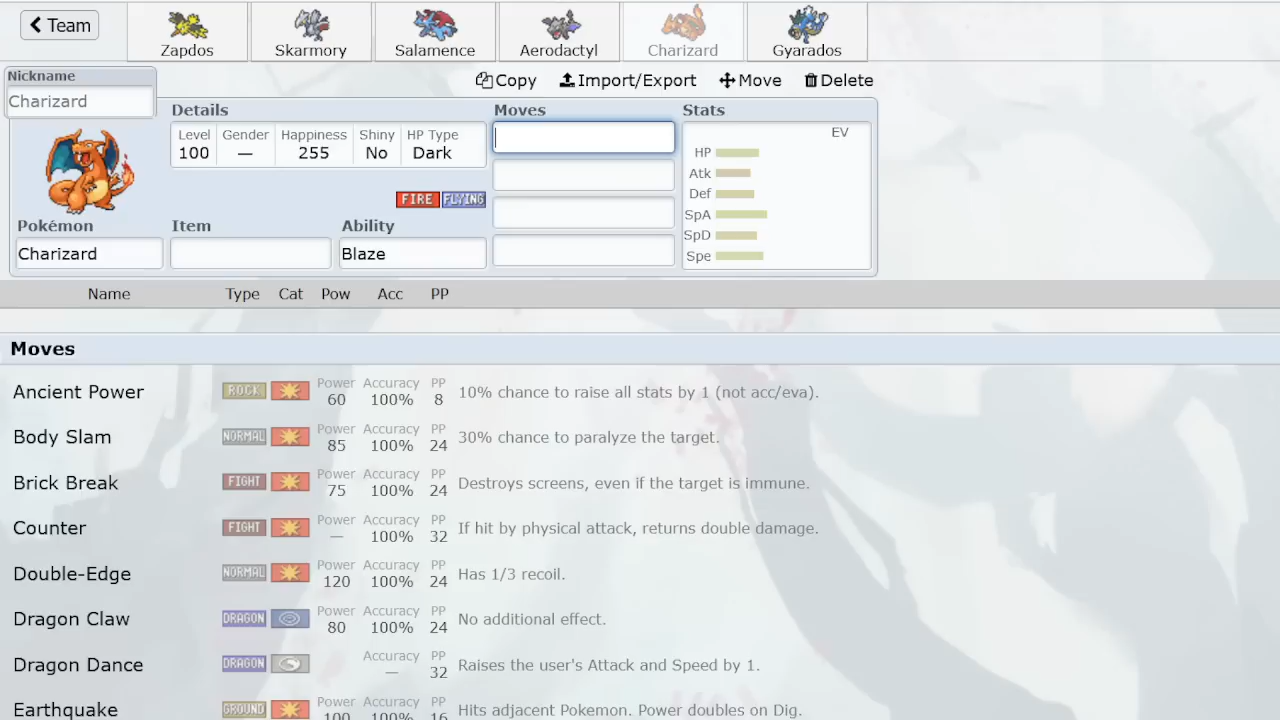 Team
Zapdos
Skarmory
Salamence
Aerodactyl
Charizard
Gyarados
Nickname
Charizard
Copy
Import/Export
Move
Delete
Details
Level
100
Gender
—
Happiness
255
Shiny
No
HP Type
Dark
FIRE
FLYING
Pokémon
Charizard
Item
Ability
Blaze
Moves
Stats
EV
HP
Atk
Def
SpA
SpD
Spe
Name Type Cat Pow Acc PP
Moves
Ancient Power ROCK Power 60 Accuracy 100% PP 8 10% chance to raise all stats by 1 (not acc/eva).
Body Slam NORMAL Power 85 Accuracy 100% PP 24 30% chance to paralyze the target.
Brick Break FIGHT Power 75 Accuracy 100% PP 24 Destroys screens, even if the target is immune.
Counter FIGHT Power — Accuracy 100% PP 32 If hit by physical attack, returns double damage.
Double-Edge NORMAL Power 120 Accuracy 100% PP 24 Has 1/3 recoil.
Dragon Claw DRAGON Power 80 Accuracy 100% PP 24 No additional effect.
Dragon Dance DRAGON Accuracy — PP 32 Raises the user's Attack and Speed by 1.
Earthquake GROUND Power 100 Accuracy 100% PP 16 Hits adjacent Pokemon. Power doubles on Dig.